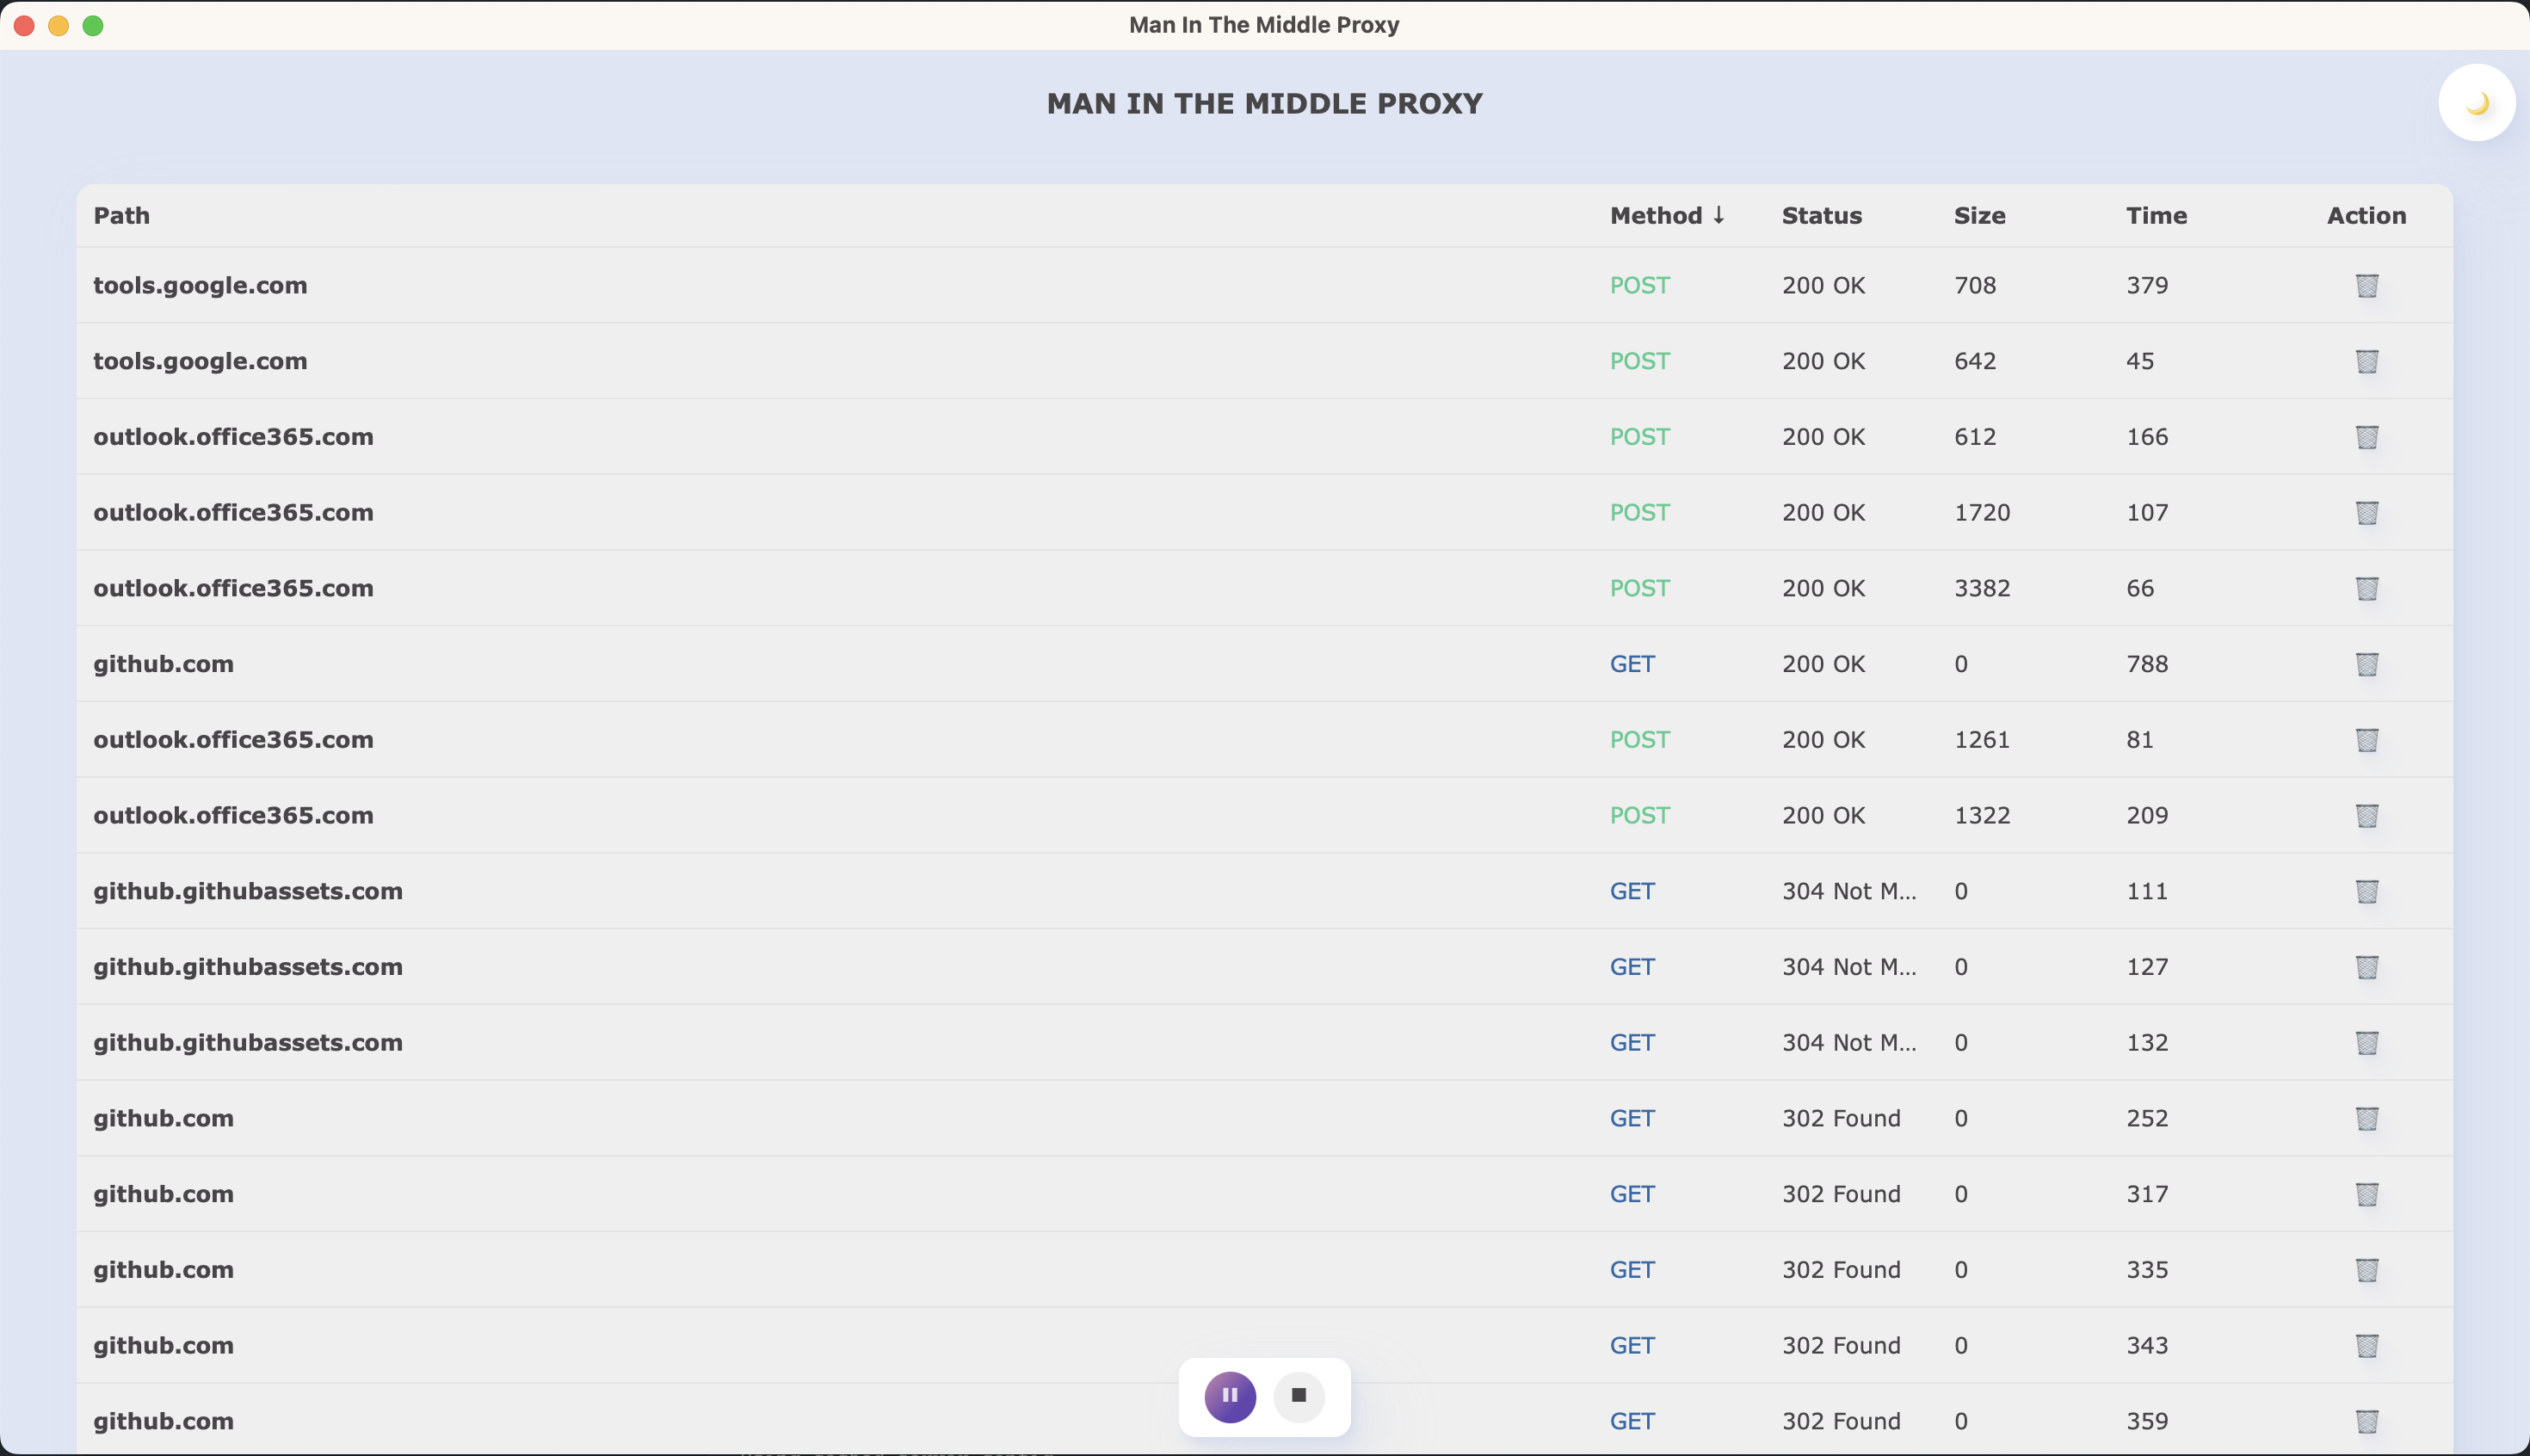 Man In The Middle Proxy
MAN IN THE MIDDLE PROXY
Path Method ↓ Status Size Time Action
tools.google.com POST 200 OK 708 379
tools.google.com POST 200 OK 642 45
outlook.office365.com POST 200 OK 612 166
outlook.office365.com POST 200 OK 1720 107
outlook.office365.com POST 200 OK 3382 66
github.com GET 200 OK 0 788
outlook.office365.com POST 200 OK 1261 81
outlook.office365.com POST 200 OK 1322 209
github.githubassets.com GET 304 Not M... 0 111
github.githubassets.com GET 304 Not M... 0 127
github.githubassets.com GET 304 Not M... 0 132
github.com GET 302 Found 0 252
github.com GET 302 Found 0 317
github.com GET 302 Found 0 335
github.com GET 302 Found 0 343
github.com GET 302 Found 0 359